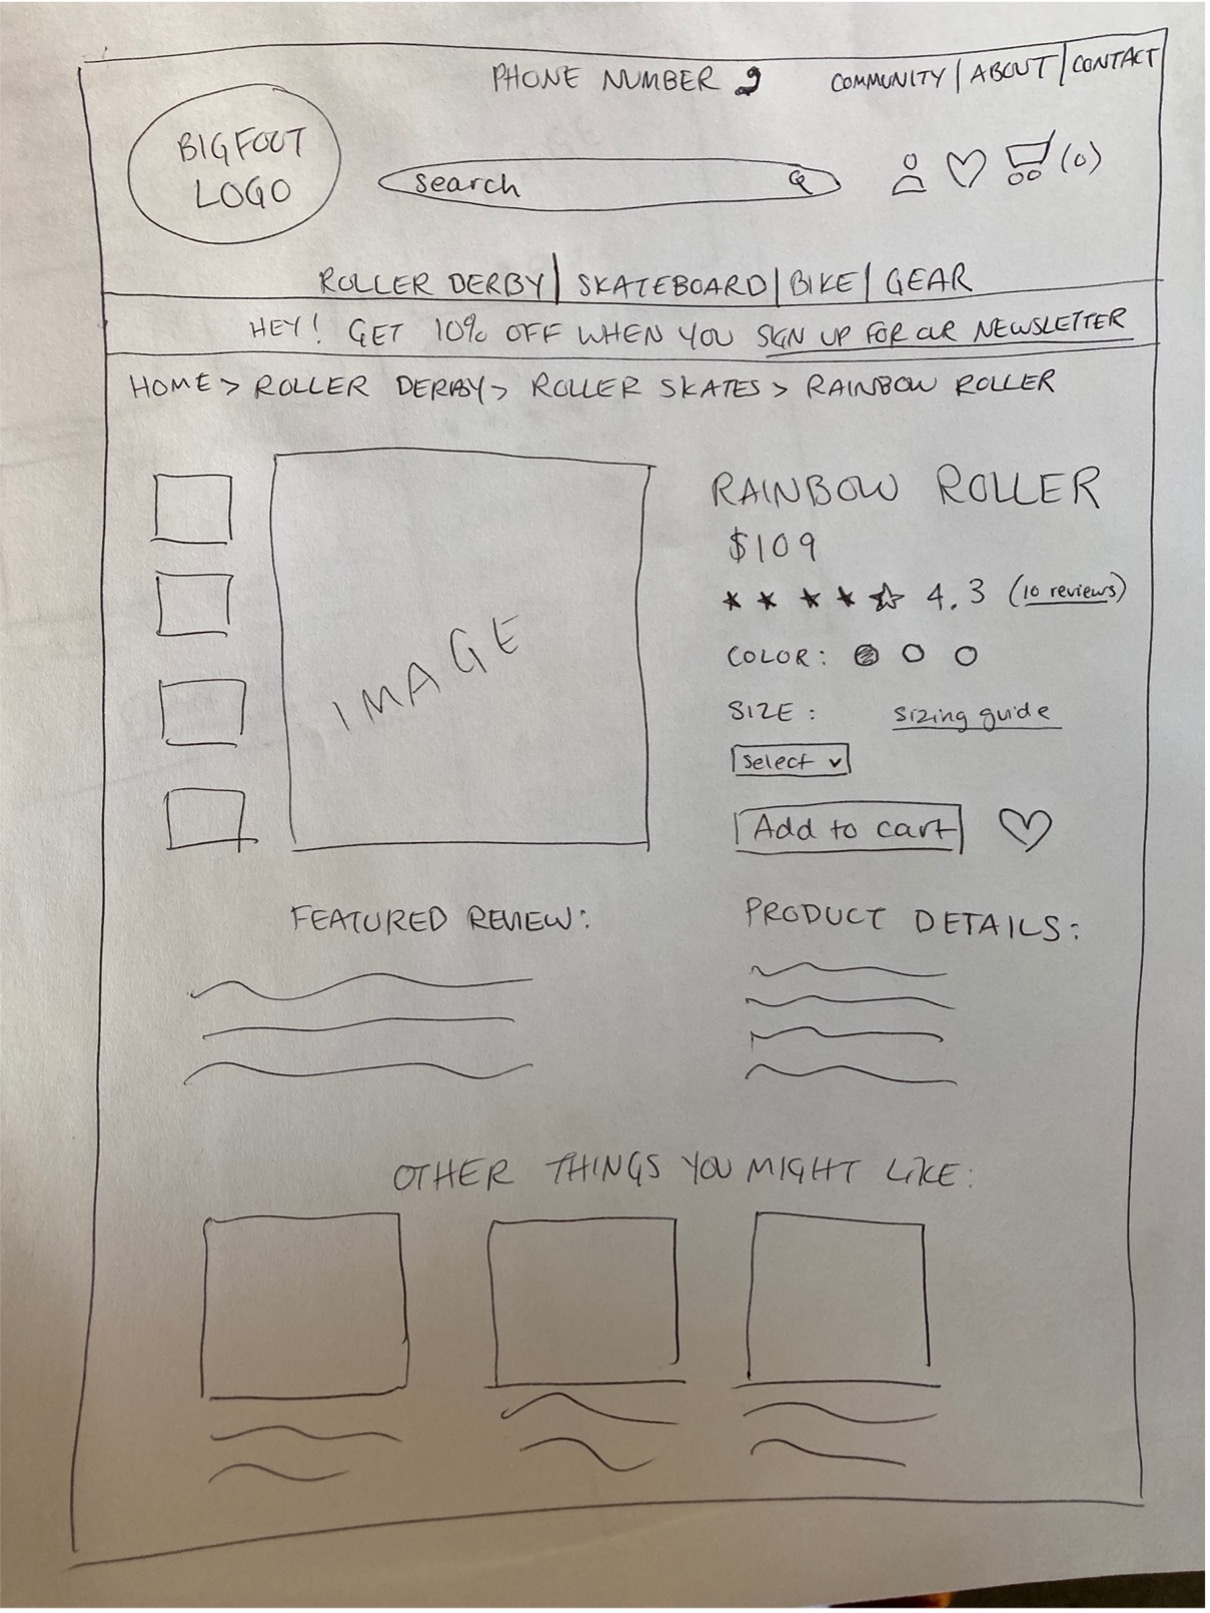 PHONE NUMBER
COMMUNITY | ABOUT | CONTACT
BIGFOOT
LOGO
search
(0)
ROLLER DERBY | SKATEBOARD | BIKE | GEAR
HEY! GET 10% OFF WHEN YOU SIGN UP FOR OUR NEWSLETTER
HOME > ROLLER DERBY > ROLLER SKATES > RAINBOW ROLLER
IMAGE
RAINBOW ROLLER
$109
4.3 (10 reviews)
COLOR:
SIZE: sizing guide
select
Add to cart
FEATURED REVIEW:
PRODUCT DETAILS:
OTHER THINGS YOU MIGHT LIKE: